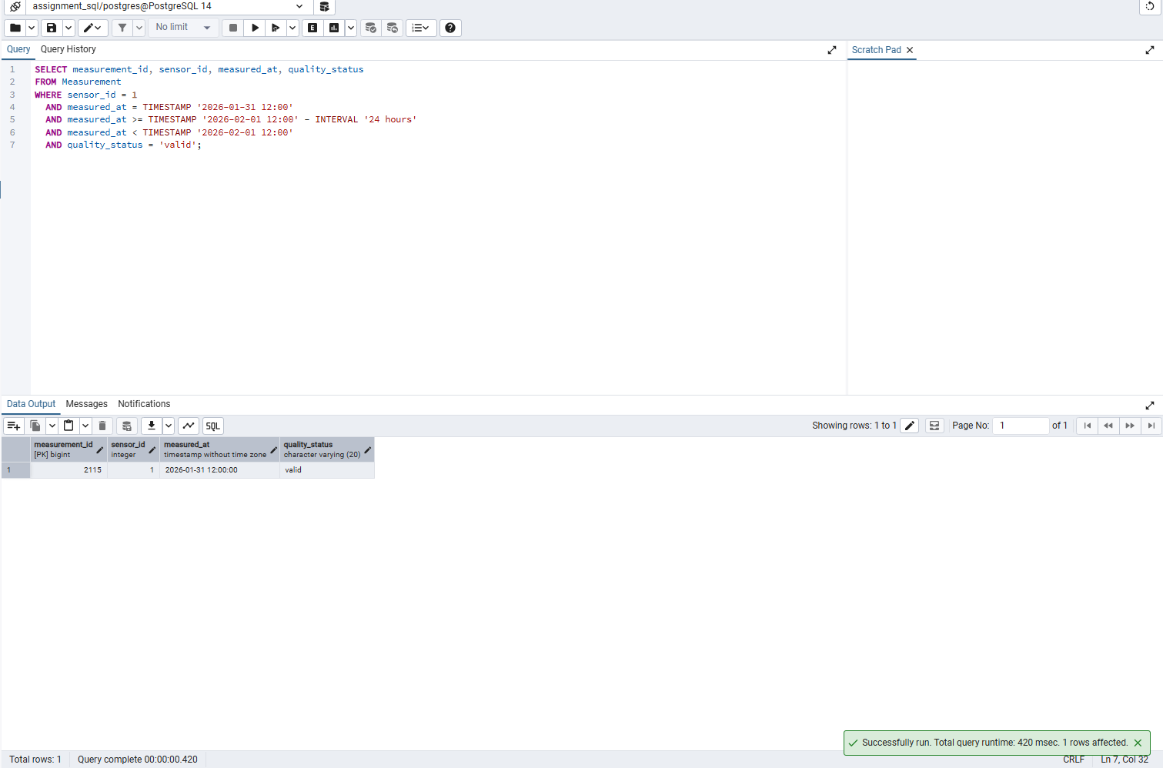 assignment_sql/postgres@PostgreSQL 14
No limit
Query Query History
Scratch Pad
1 SELECT measurement_id, sensor_id, measured_at, quality_status
2 FROM Measurement
3 WHERE sensor_id = 1
4 AND measured_at = TIMESTAMP '2026-01-31 12:00'
5 AND measured_at >= TIMESTAMP '2026-02-01 12:00' - INTERVAL '24 hours'
6 AND measured_at < TIMESTAMP '2026-02-01 12:00'
7 AND quality_status = 'valid';
Data Output Messages Notifications
SQL
Showing rows: 1 to 1
Page No: 1 of 1
measurement_id sensor_id measured_at quality_status
[PK] bigint integer timestamp without time zone character varying (20)
1 2115 1 2026-01-31 12:00:00 valid
Successfully run. Total query runtime: 420 msec. 1 rows affected.
Total rows: 1 Query complete 00:00:00.420 CRLF Ln 7, Col 32